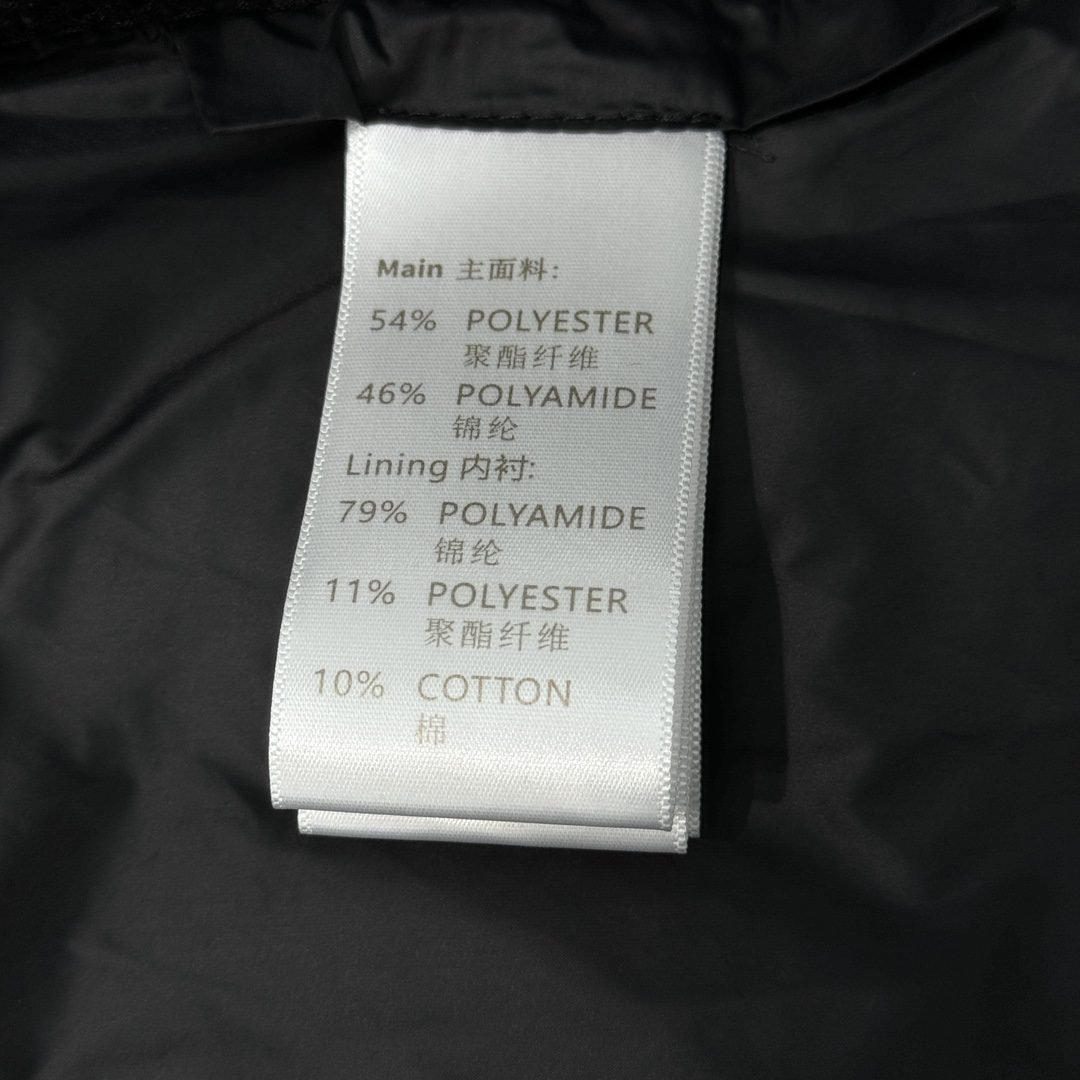 Main 主面料:
54% POLYESTER
聚酯纤维
46% POLYAMIDE
锦纶
Lining 内衬:
79% POLYAMIDE
锦纶
11% POLYESTER
聚酯纤维
10% COTTON
棉